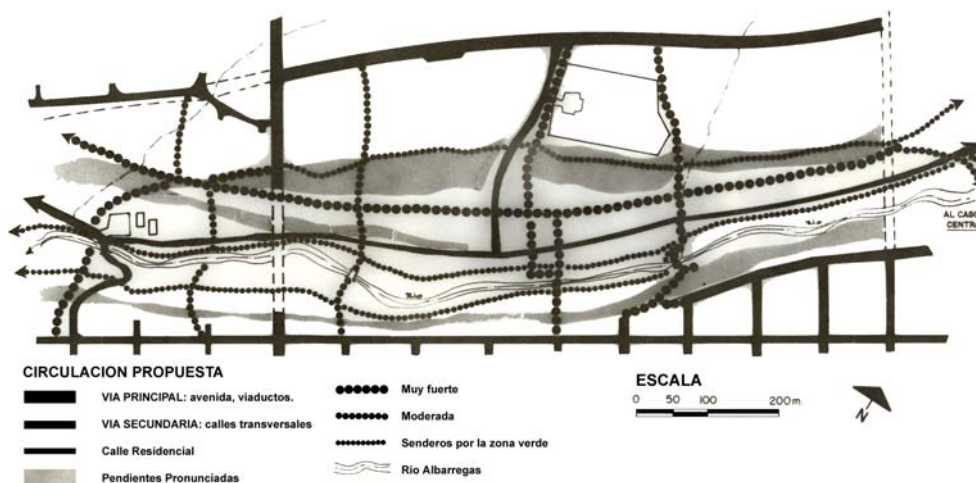 AL CASC
CENTRA
CIRCULACION PROPUESTA
VIA PRINCIPAL: avenida, viaductos.
VIA SECUNDARIA: calles transversales
Calle Residencial
Pendientes Pronunciadas
Muy fuerte
Moderada
Senderos por la zona verde
Rio Albarregas
ESCALA
0 50 100 200 m.
N